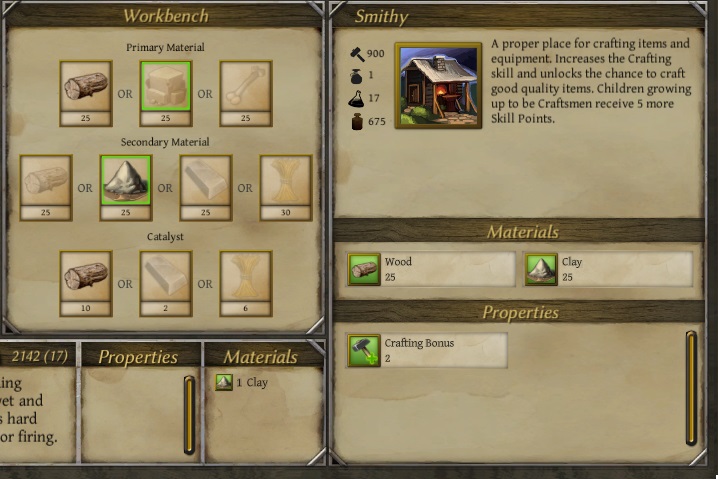 Workbench
Primary Material
25
OR
25
OR
25
Secondary Material
25
OR
25
OR
25
OR
30
Catalyst
10
OR
2
OR
6
2142 (17)
ing
et and
s hard
or firing.
Properties
Materials
1 Clay
Smithy
900
1
17
675
A proper place for crafting items and
equipment. Increases the Crafting
skill and unlocks the chance to craft
good quality items. Children growing
up to be Craftsmen receive 5 more
Skill Points.
Materials
Wood
25
Clay
25
Properties
Crafting Bonus
2